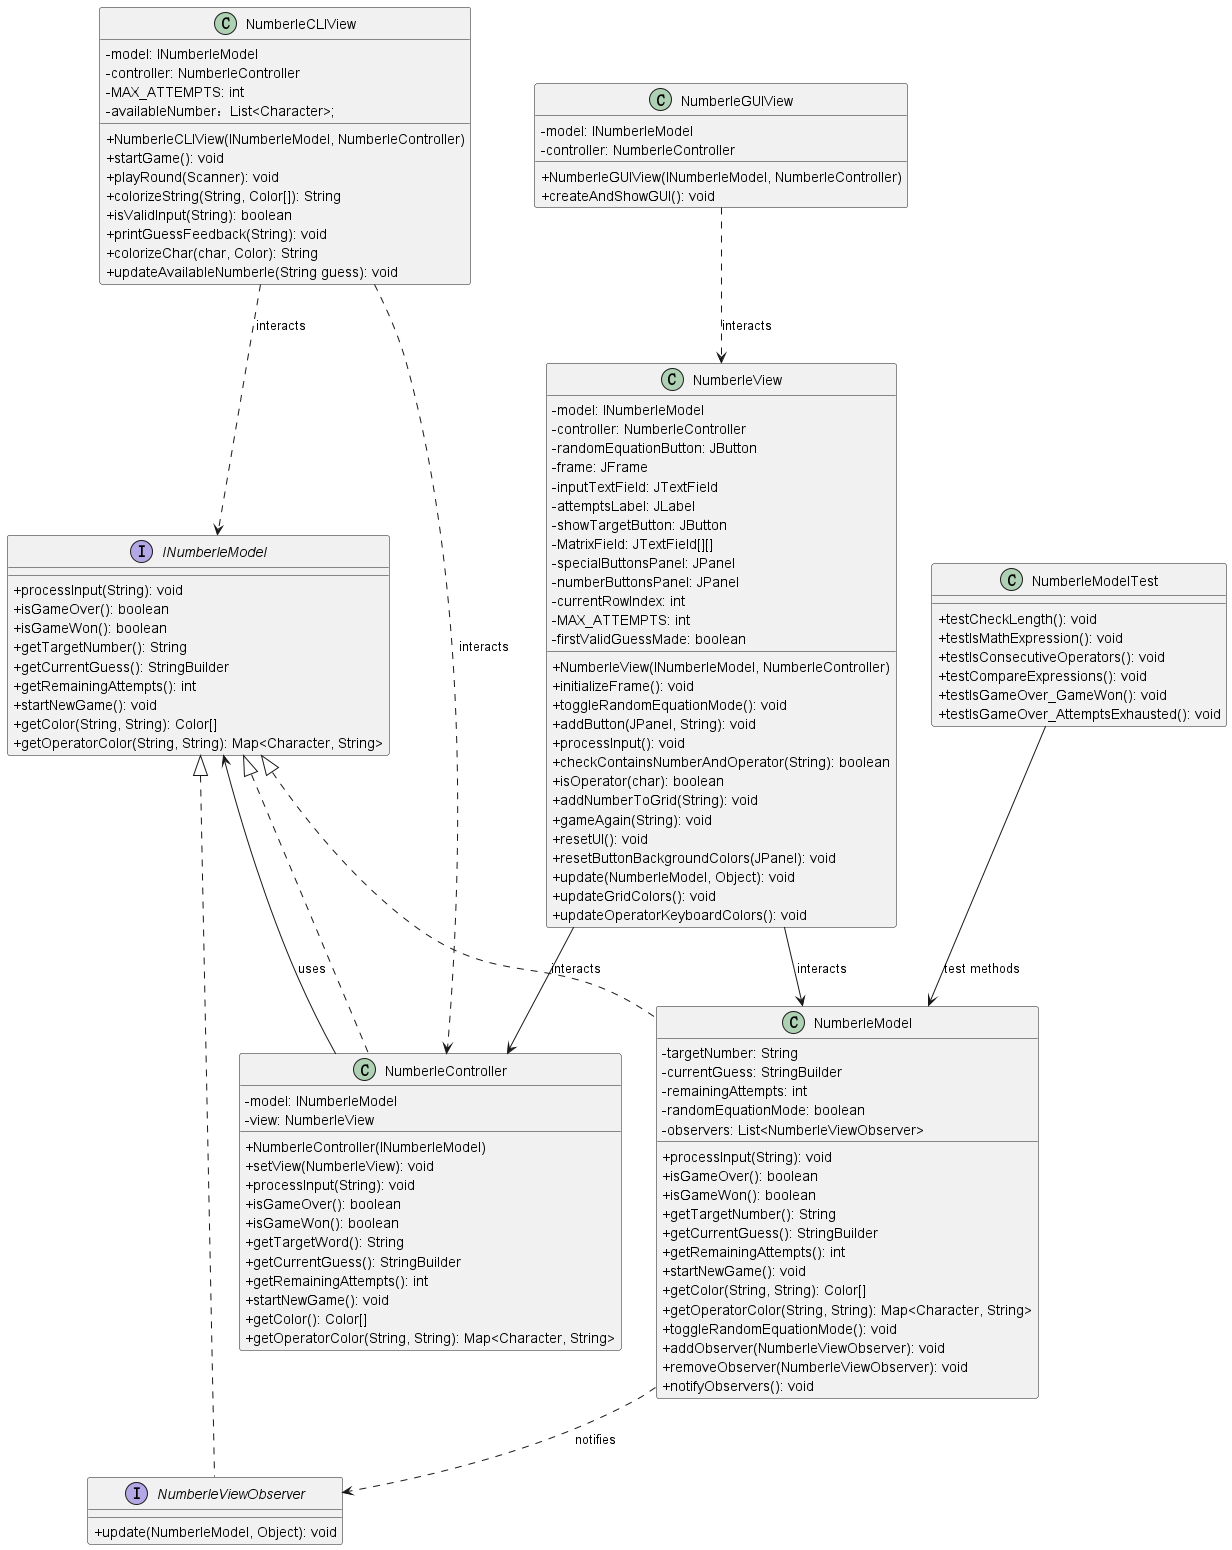 C NumberleCLIView
-model: INumberleModel
-controller: NumberleController
-MAX_ATTEMPTS: int
-availableNumber：List<Character>;
+NumberleCLIView(INumberleModel, NumberleController)
+startGame(): void
+playRound(Scanner): void
+colorizeString(String, Color[]): String
+isValidInput(String): boolean
+printGuessFeedback(String): void
+colorizeChar(char, Color): String
+updateAvailableNumberle(String guess): void
C NumberleGUIView
-model: INumberleModel
-controller: NumberleController
+NumberleGUIView(INumberleModel, NumberleController)
+createAndShowGUI(): void
interacts
interacts
C NumberleView
-model: INumberleModel
-controller: NumberleController
-randomEquationButton: JButton
-frame: JFrame
-inputTextField: JTextField
-attemptsLabel: JLabel
-showTargetButton: JButton
-MatrixField: JTextField[][]
-specialButtonsPanel: JPanel
-numberButtonsPanel: JPanel
-currentRowIndex: int
-MAX_ATTEMPTS: int
-firstValidGuessMade: boolean
+NumberleView(INumberleModel, NumberleController)
+initializeFrame(): void
+toggleRandomEquationMode(): void
+addButton(JPanel, String): void
+processInput(): void
+checkContainsNumberAndOperator(String): boolean
+isOperator(char): boolean
+addNumberToGrid(String): void
+gameAgain(String): void
+resetUI(): void
+resetButtonBackgroundColors(JPanel): void
+update(NumberleModel, Object): void
+updateGridColors(): void
+updateOperatorKeyboardColors(): void
I INumberleModel
+processInput(String): void
+isGameOver(): boolean
+isGameWon(): boolean
+getTargetNumber(): String
+getCurrentGuess(): StringBuilder
+getRemainingAttempts(): int
+startNewGame(): void
+getColor(String, String): Color[]
+getOperatorColor(String, String): Map<Character, String>
interacts
C NumberleModelTest
+testCheckLength(): void
+testIsMathExpression(): void
+testIsConsecutiveOperators(): void
+testCompareExpressions(): void
+testIsGameOver_GameWon(): void
+testIsGameOver_AttemptsExhausted(): void
uses
interacts
interacts
test methods
C NumberleController
-model: INumberleModel
-view: NumberleView
+NumberleController(INumberleModel)
+setView(NumberleView): void
+processInput(String): void
+isGameOver(): boolean
+isGameWon(): boolean
+getTargetWord(): String
+getCurrentGuess(): StringBuilder
+getRemainingAttempts(): int
+startNewGame(): void
+getColor(): Color[]
+getOperatorColor(String, String): Map<Character, String>
C NumberleModel
-targetNumber: String
-currentGuess: StringBuilder
-remainingAttempts: int
-randomEquationMode: boolean
-observers: List<NumberleViewObserver>
+processInput(String): void
+isGameOver(): boolean
+isGameWon(): boolean
+getTargetNumber(): String
+getCurrentGuess(): StringBuilder
+getRemainingAttempts(): int
+startNewGame(): void
+getColor(String, String): Color[]
+getOperatorColor(String, String): Map<Character, String>
+toggleRandomEquationMode(): void
+addObserver(NumberleViewObserver): void
+removeObserver(NumberleViewObserver): void
+notifyObservers(): void
notifies
I NumberleViewObserver
+update(NumberleModel, Object): void